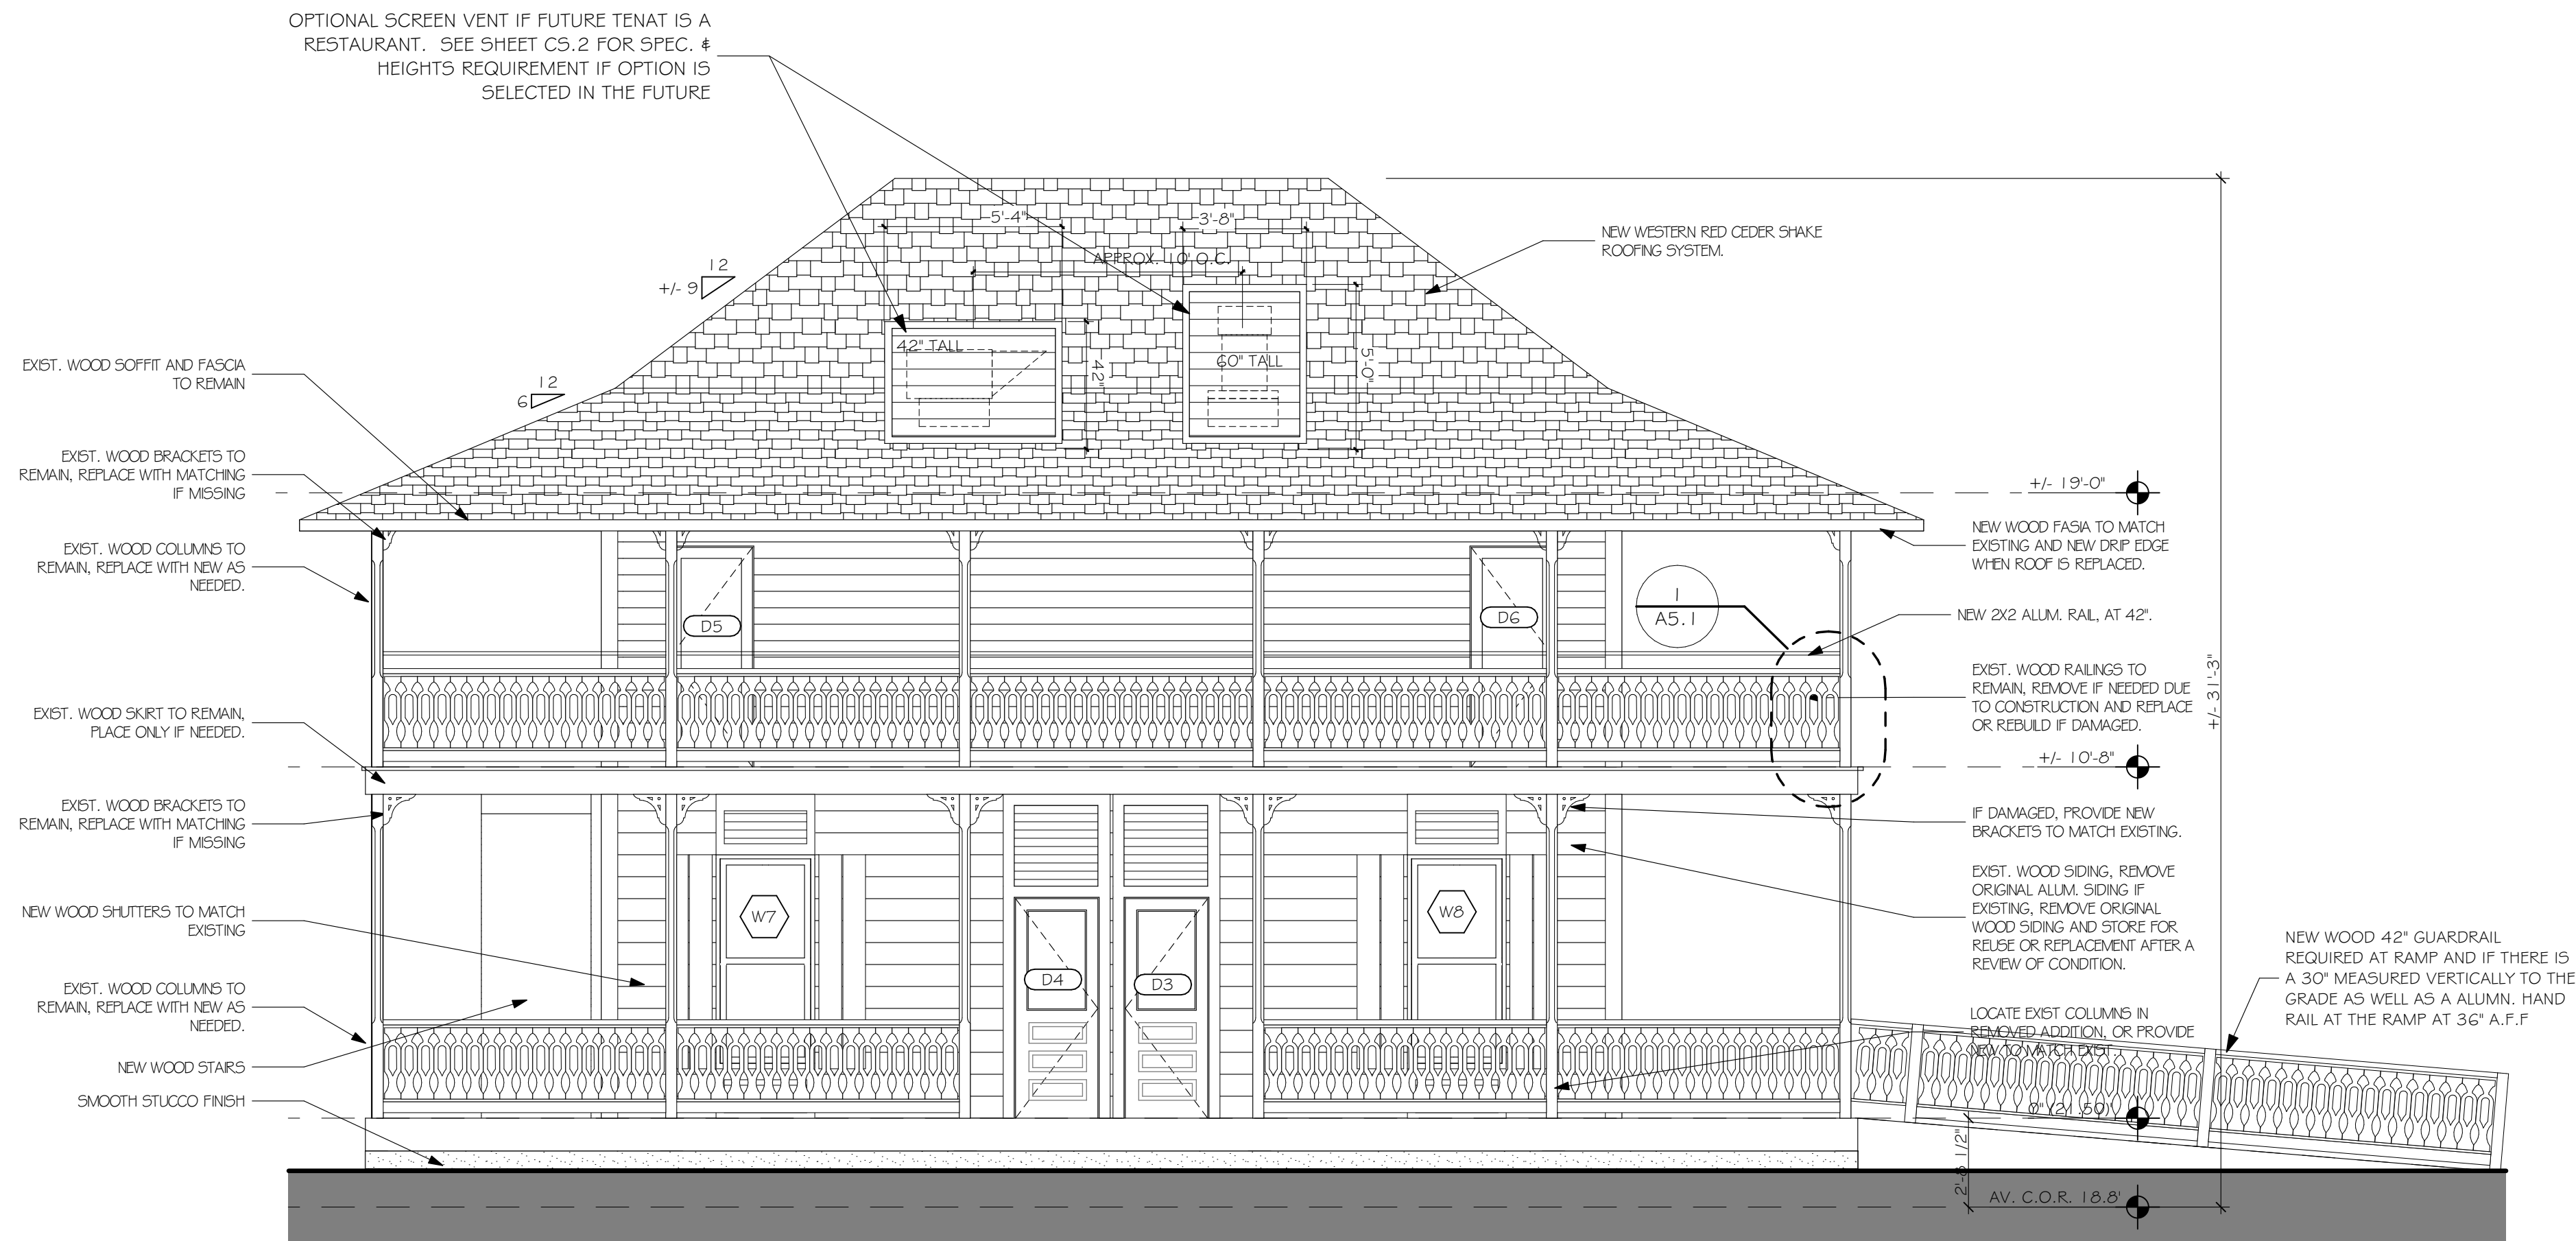 OPTIONAL SCREEN VENT IF FUTURE TENAT IS A
RESTAURANT. SEE SHEET CS.2 FOR SPEC. &
HEIGHTS REQUIREMENT IF OPTION IS
SELECTED IN THE FUTURE
5'-4"
3'-8"
APPROX. 10' O.C.
NEW WESTERN RED CEDER SHAKE
ROOFING SYSTEM.
12
+/- 9
12
6
42" TALL
42"
60" TALL
5'-0"
EXIST. WOOD SOFFIT AND FASCIA
TO REMAIN
EXIST. WOOD BRACKETS TO
REMAIN, REPLACE WITH MATCHING
IF MISSING
EXIST. WOOD COLUMNS TO
REMAIN, REPLACE WITH NEW AS
NEEDED.
EXIST. WOOD SKIRT TO REMAIN,
PLACE ONLY IF NEEDED.
EXIST. WOOD BRACKETS TO
REMAIN, REPLACE WITH MATCHING
IF MISSING
NEW WOOD SHUTTERS TO MATCH
EXISTING
EXIST. WOOD COLUMNS TO
REMAIN, REPLACE WITH NEW AS
NEEDED.
NEW WOOD STAIRS
SMOOTH STUCCO FINISH
D5
D6
1
A5.1
W7
D4
D3
W8
+/- 19'-0"
NEW WOOD FASIA TO MATCH
EXISTING AND NEW DRIP EDGE
WHEN ROOF IS REPLACED.
NEW 2X2 ALUM. RAIL, AT 42".
EXIST. WOOD RAILINGS TO
REMAIN, REMOVE IF NEEDED DUE
TO CONSTRUCTION AND REPLACE
OR REBUILD IF DAMAGED.
+/- 31'-3"
+/- 10'-8"
IF DAMAGED, PROVIDE NEW
BRACKETS TO MATCH EXISTING.
EXIST. WOOD SIDING, REMOVE
ORIGINAL ALUM. SIDING IF
EXISTING, REMOVE ORIGINAL
WOOD SIDING AND STORE FOR
REUSE OR REPLACEMENT AFTER A
REVIEW OF CONDITION.
LOCATE EXIST COLUMNS IN
REMOVED ADDITION, OR PROVIDE
NEW TO MATCH EXIST.
NEW WOOD 42" GUARDRAIL
REQUIRED AT RAMP AND IF THERE IS
A 30" MEASURED VERTICALLY TO THE
GRADE AS WELL AS A ALUMN. HAND
RAIL AT THE RAMP AT 36" A.F.F
0" (21.50')
2'-8 1/2"
AV. C.O.R. 18.8'